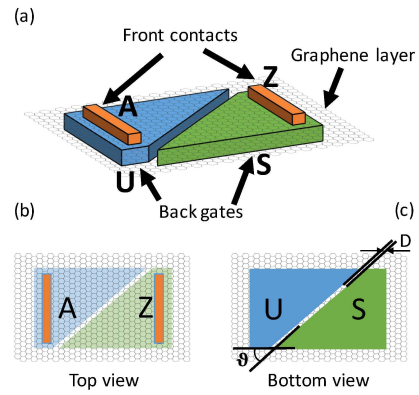 (a)
Front contacts
Graphene layer
A
Z
U
S
Back gates
(b)
(c)
D
A
Z
U
S
ϑ
Top view
Bottom view